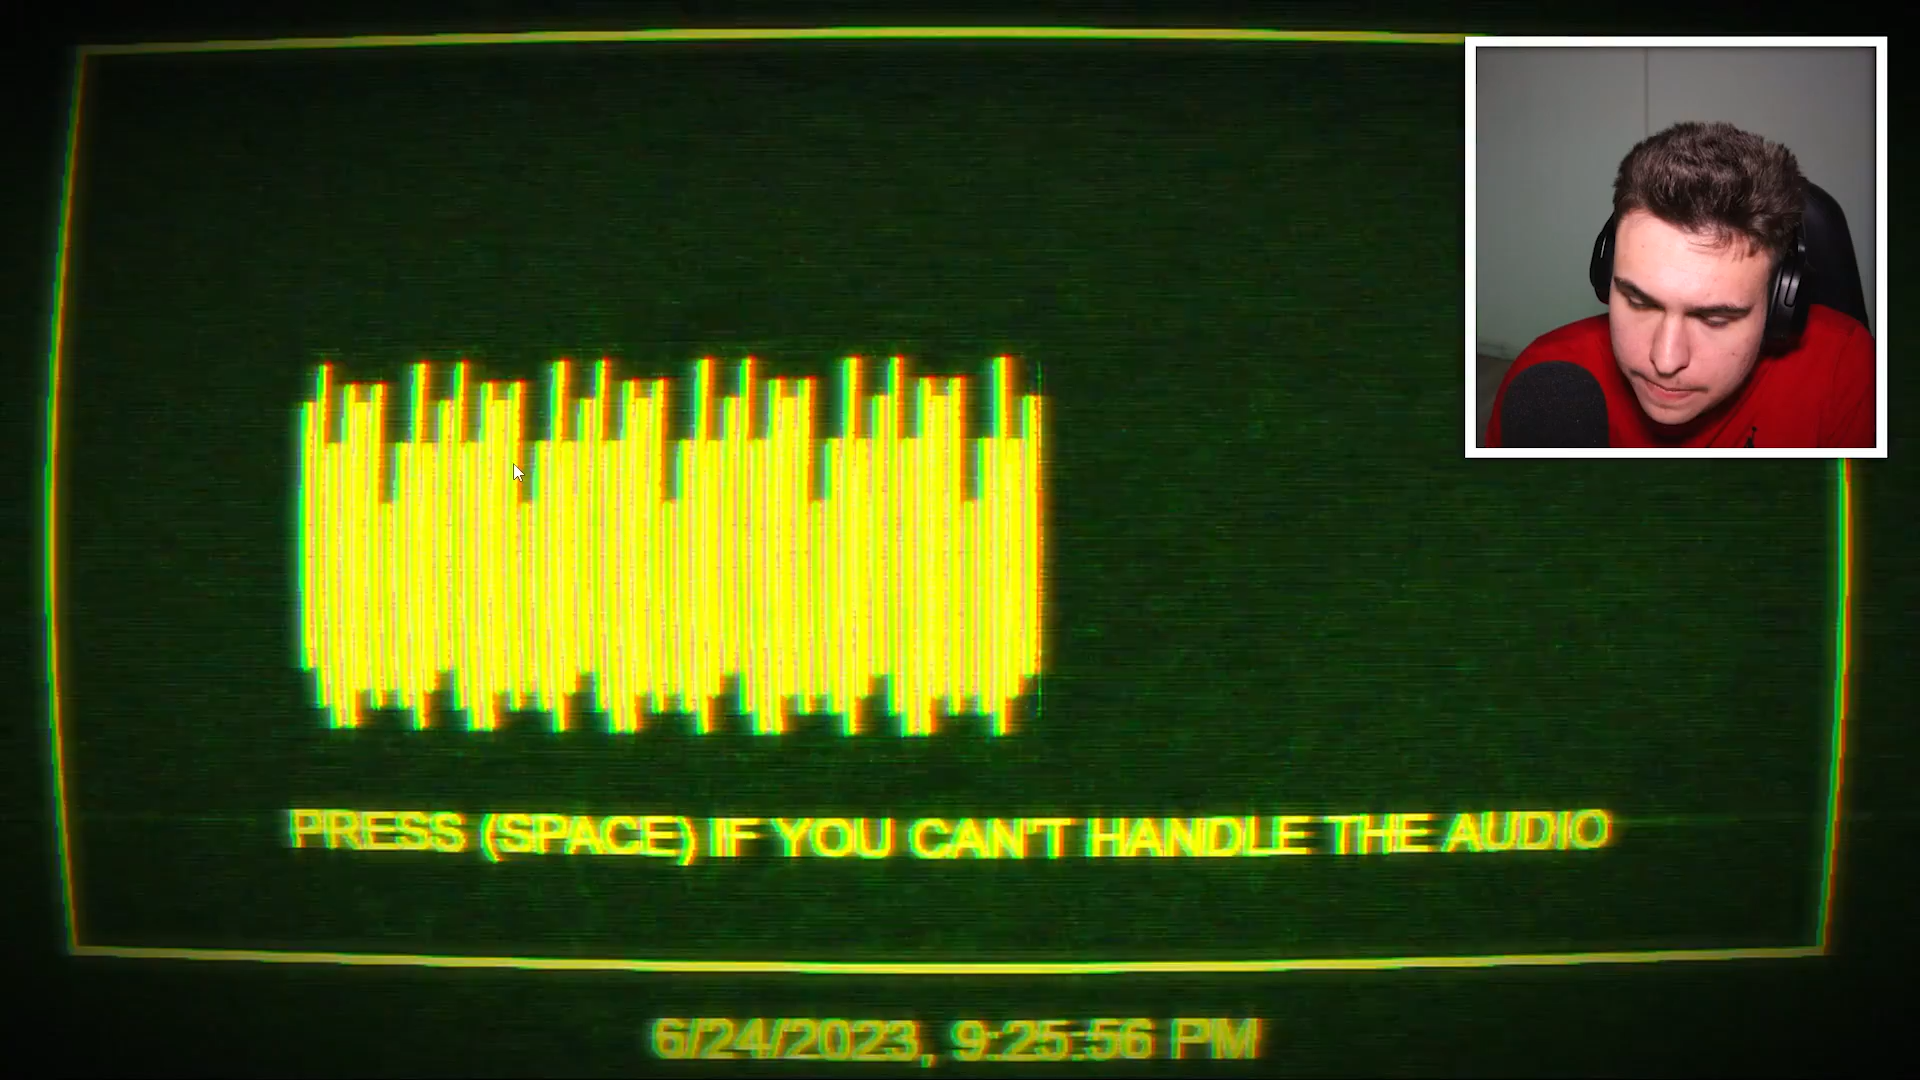 PRESS (SPACE) IF YOU CAN'T HANDLE THE AUDIO
6/24/2023, 9:25:56 PM